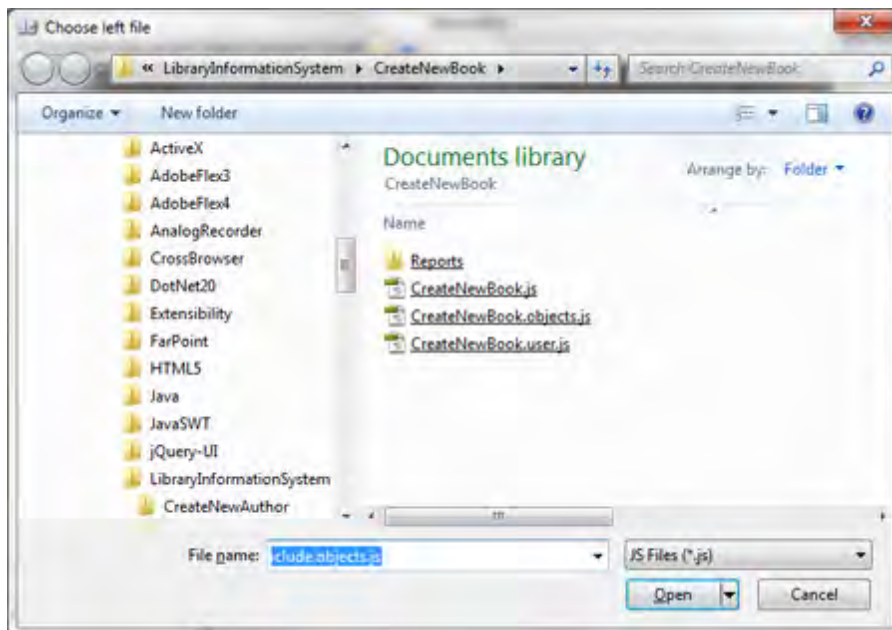 Choose left file
« LibraryInformationSystem ▸ CreateNewBook ▸ Search CreateNewBook
Organize ▾ New folder
ActiveX
AdobeFlex3
AdobeFlex4
AnalogRecorder
CrossBrowser
DotNet20
Extensibility
FarPoint
HTML5
Java
JavaSWT
jQuery-UI
LibraryInformationSystem
CreateNewAuthor
Documents library
CreateNewBook
Arrange by: Folder ▾
Name
Reports
CreateNewBook.js
CreateNewBook.objects.js
CreateNewBook.user.js
File name: clude.objects.js
JS Files (*.js)
Open
Cancel